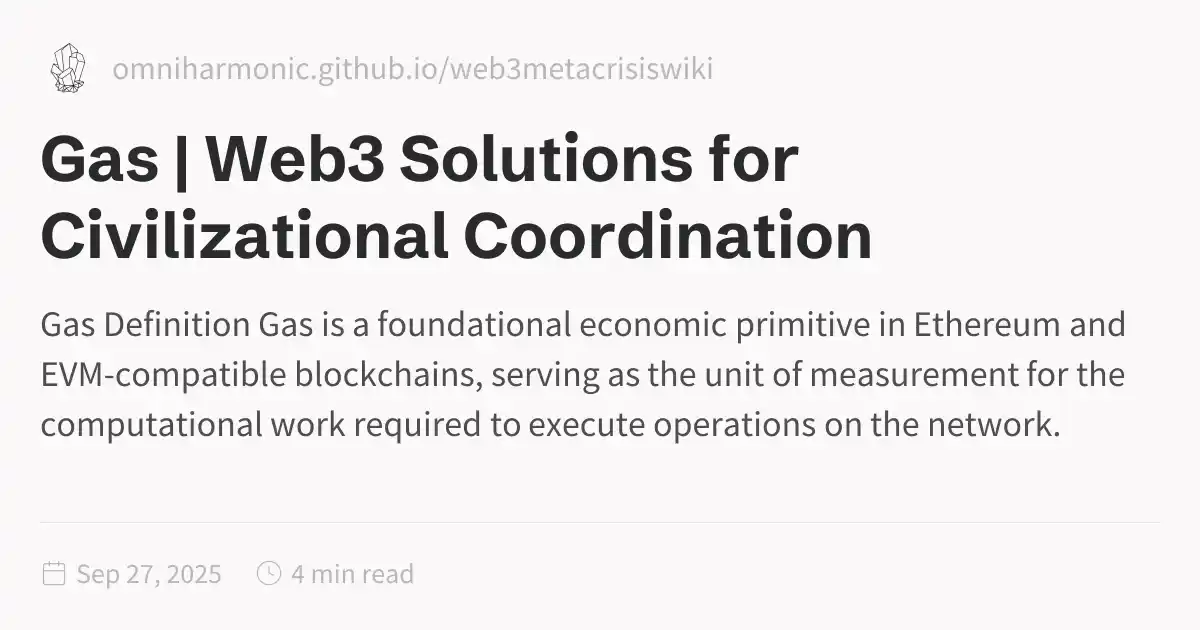 omniharmonic.github.io/web3metacrisiswiki
Gas | Web3 Solutions for
Civilizational Coordination
Gas Definition Gas is a foundational economic primitive in Ethereum and
EVM-compatible blockchains, serving as the unit of measurement for the
computational work required to execute operations on the network.
Sep 27, 2025 4 min read